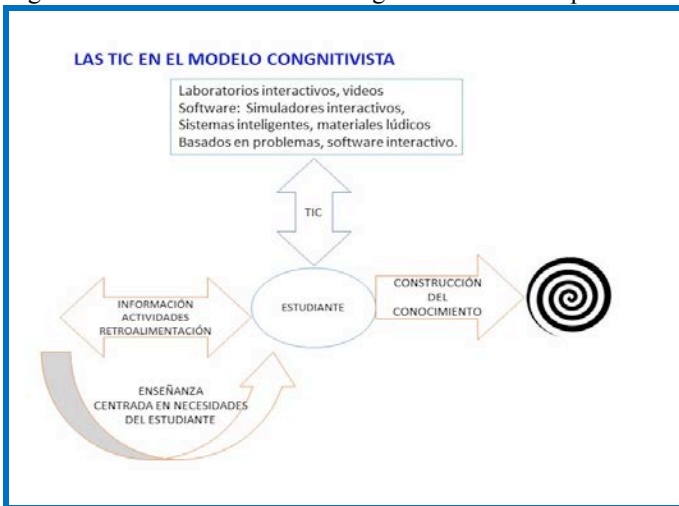 LAS TIC EN EL MODELO CONGNITIVISTA
Laboratorios interactivos, videos
Software: Simuladores interactivos,
Sistemas inteligentes, materiales lúdicos
Basados en problemas, software interactivo.
TIC
INFORMACIÓN
ACTIVIDADES
RETROALIMENTACIÓN
ESTUDIANTE
CONSTRUCCIÓN
DEL
CONOCIMIENTO
ENSEÑANZA
CENTRADA EN NECESIDADES
DEL ESTUDIANTE